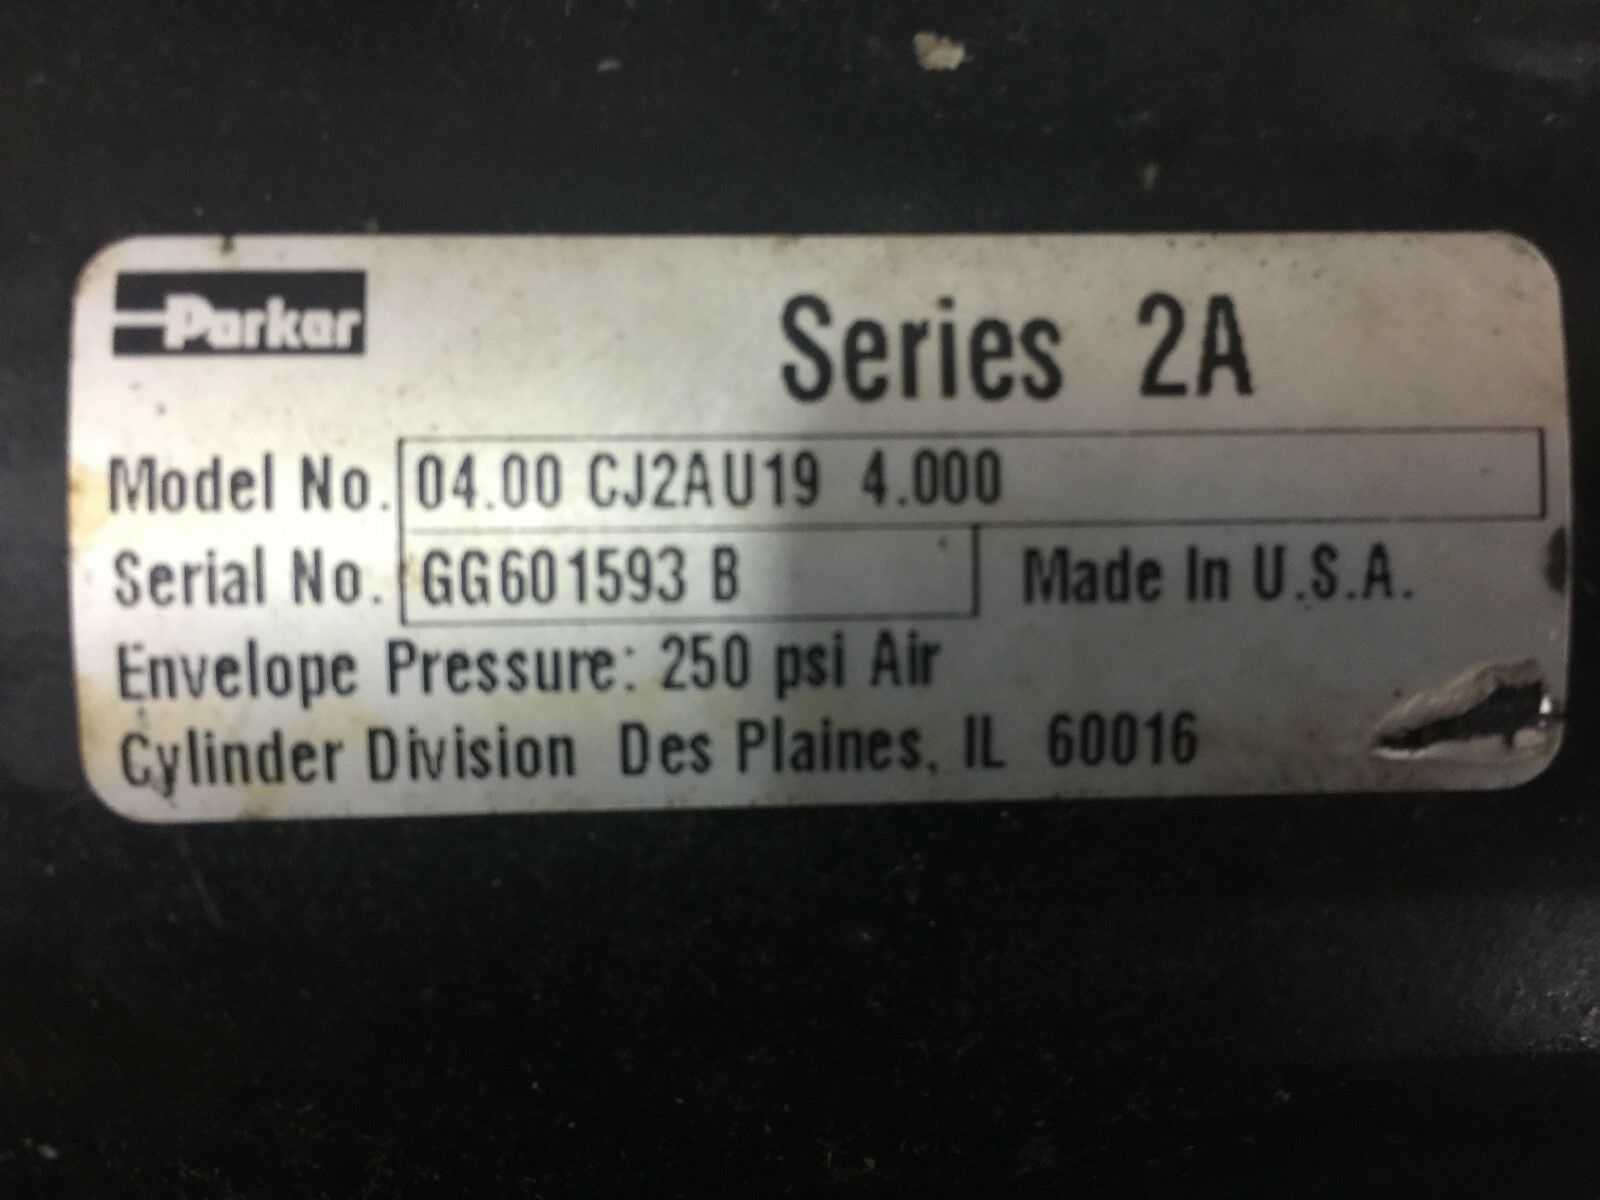 Parker
Series 2A
Model No. 04.00 CJ2AU19 4.000
Serial No. GG601593 B Made In U.S.A.
Envelope Pressure: 250 psi Air
Cylinder Division Des Plaines, IL 60016